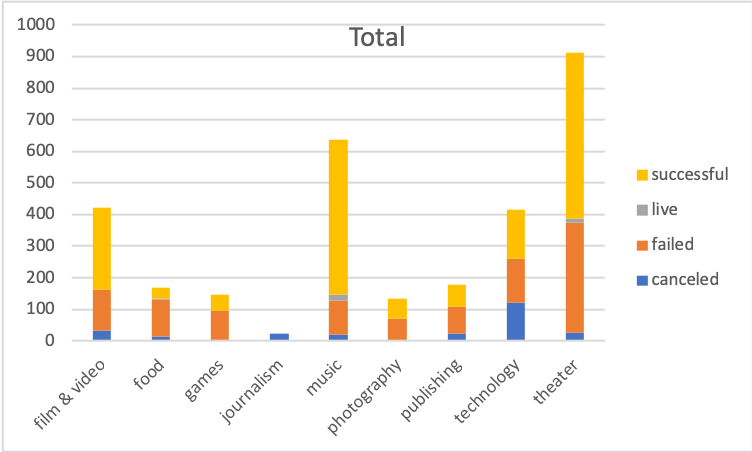 Total
1000
900
800
700
600
500
400
300
200
100
0
film & video
food
games
journalism
music
photography
publishing
technology
theater
successful
live
failed
canceled